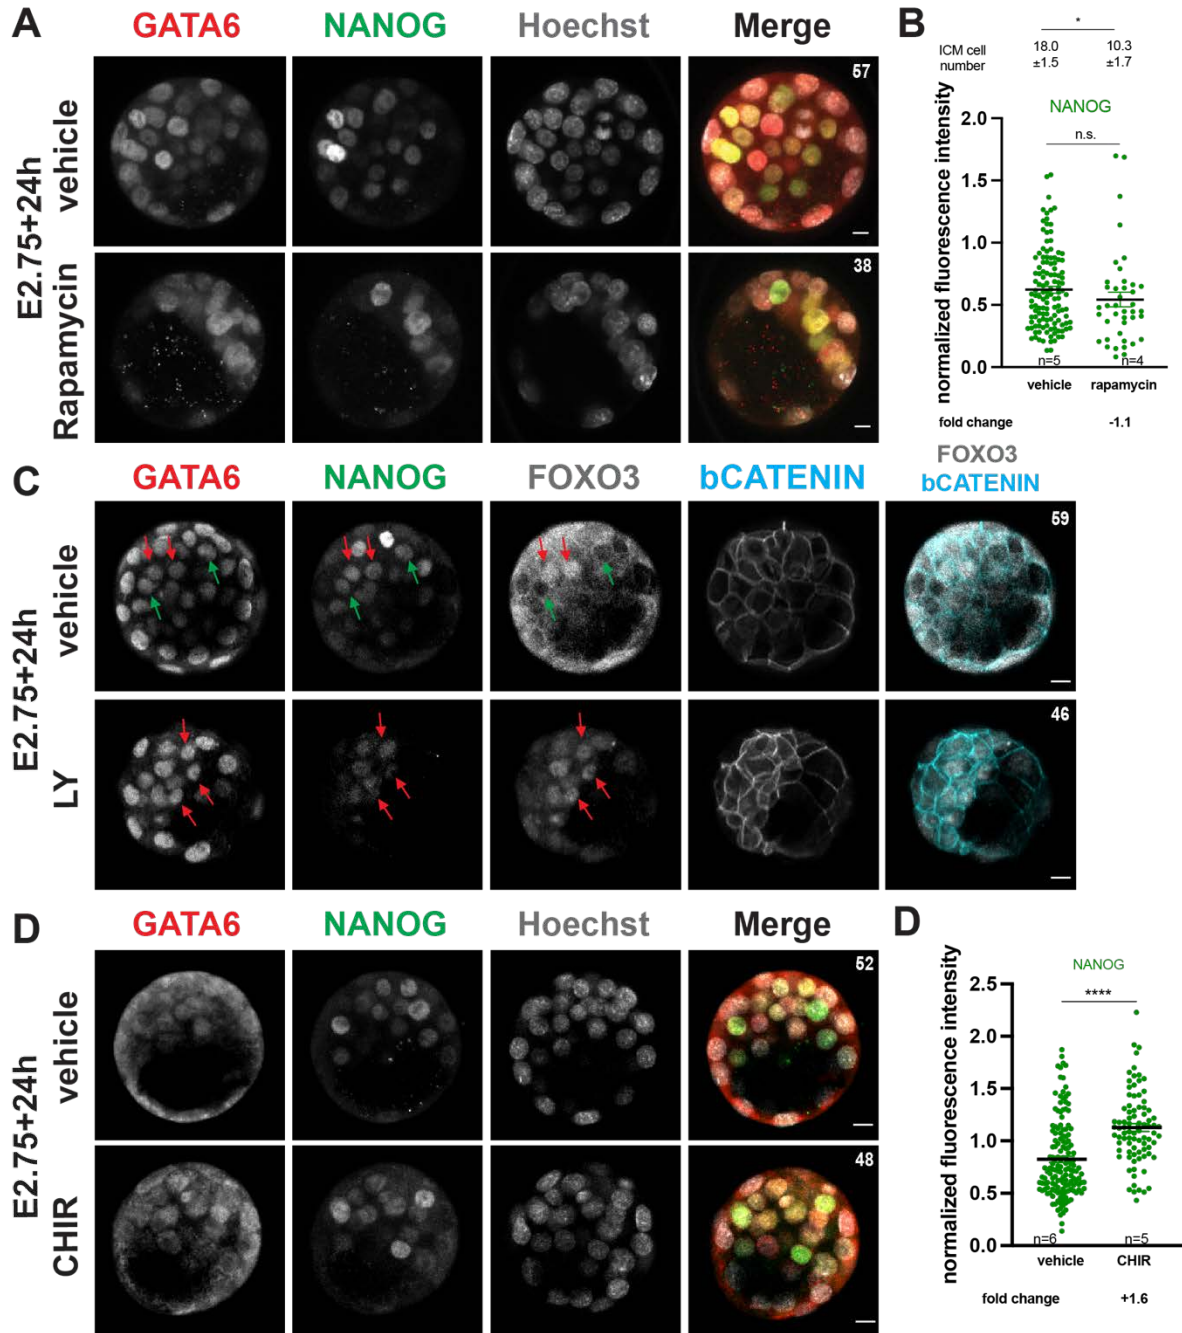 A
GATA6 NANOG Hoechst Merge
E2.75+24h
vehicle
57
Rapamycin
38
B
*
ICM cell number
18.0 ±1.5
10.3 ±1.7
NANOG
n.s.
normalized fluorescence intensity
2.0
1.5
1.0
0.5
0.0
n=5 n=4
vehicle rapamycin
fold change -1.1
C
GATA6 NANOG FOXO3 bCATENIN
FOXO3
bCATENIN
E2.75+24h
vehicle
59
LY
46
D
GATA6 NANOG Hoechst Merge
E2.75+24h
vehicle
52
CHIR
48
D
NANOG
****
normalized fluorescence intensity
2.5
2.0
1.5
1.0
0.5
0.0
n=6 n=5
vehicle CHIR
fold change +1.6